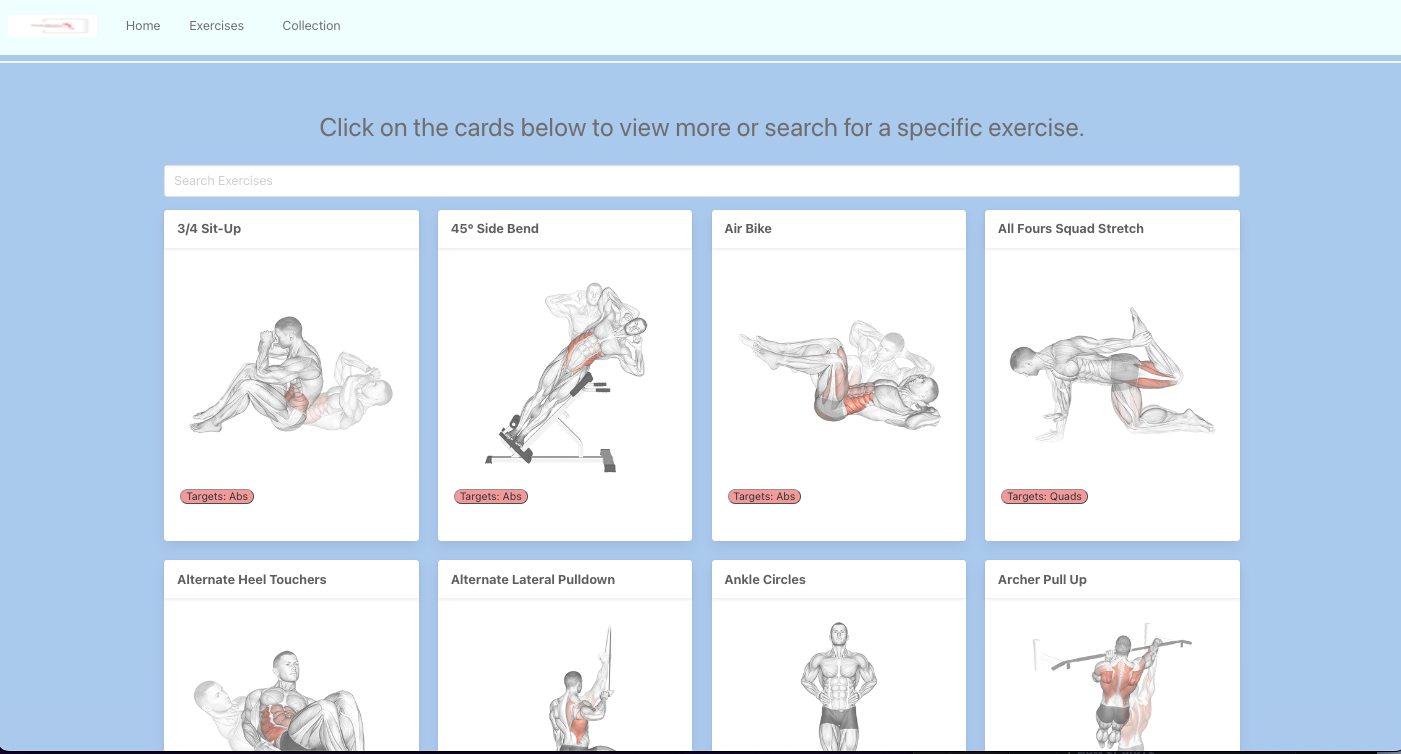 Home Exercises Collection
Click on the cards below to view more or search for a specific exercise.
Search Exercises
3/4 Sit-Up
45° Side Bend
Air Bike
All Fours Squad Stretch
Targets: Abs
Targets: Abs
Targets: Abs
Targets: Quads
Alternate Heel Touchers
Alternate Lateral Pulldown
Ankle Circles
Archer Pull Up